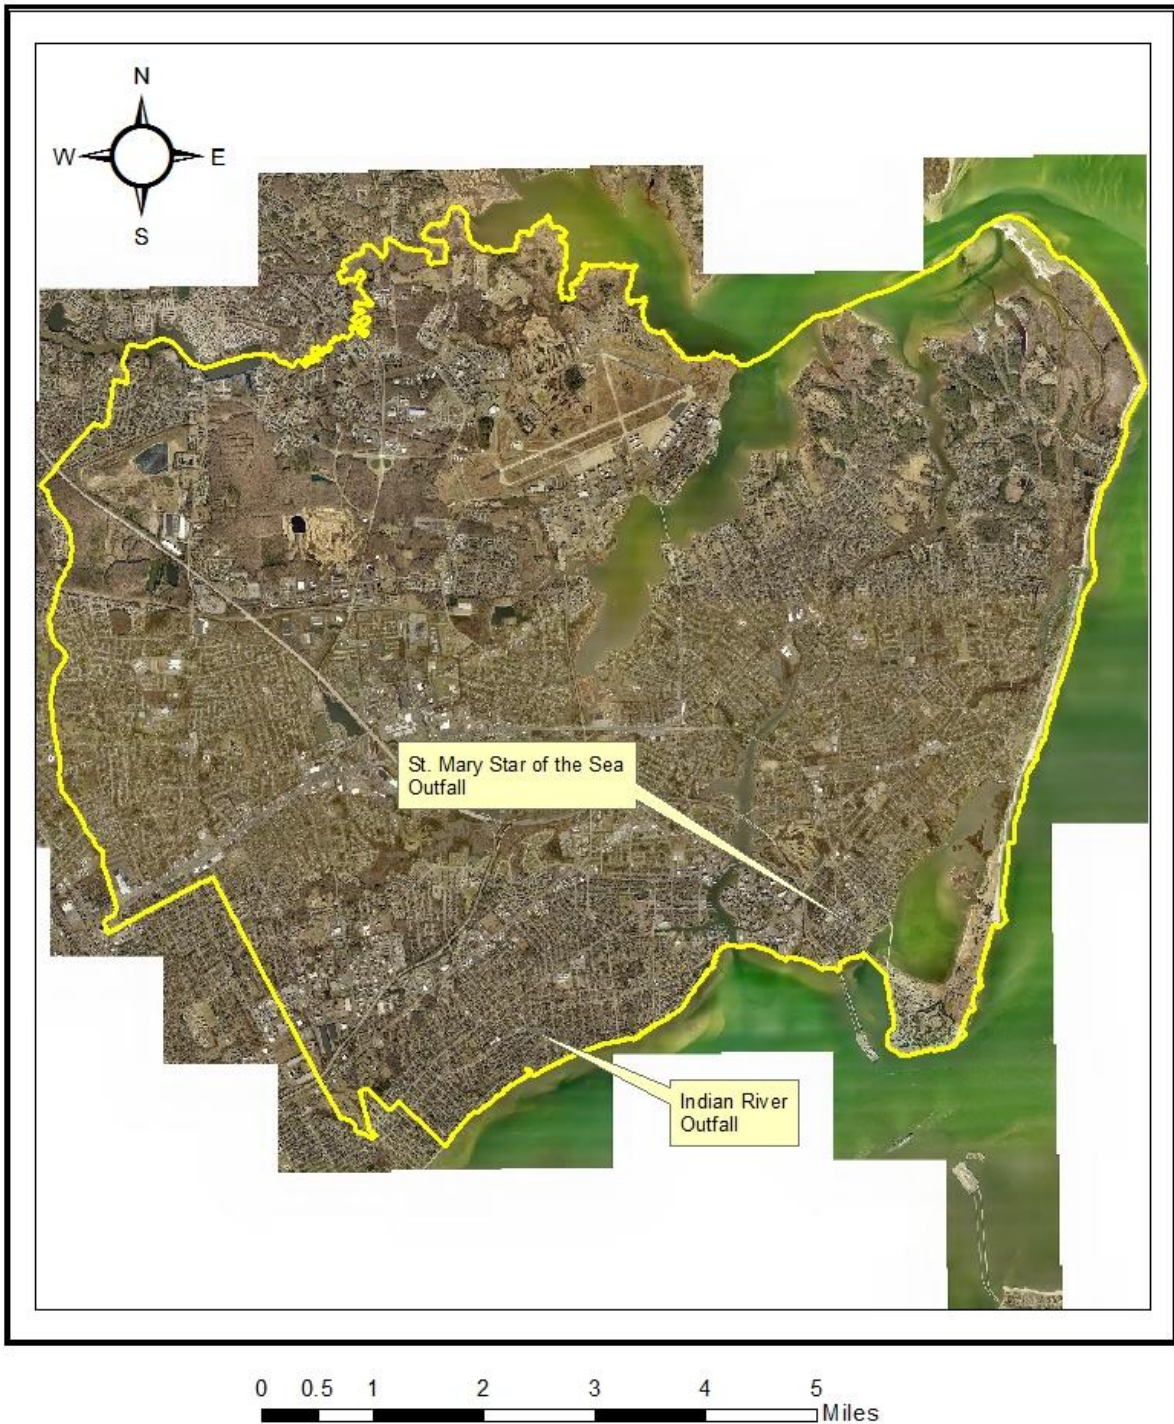 N
W E
S
St. Mary Star of the Sea
Outfall
Indian River
Outfall
0 0.5 1 2 3 4 5
Miles